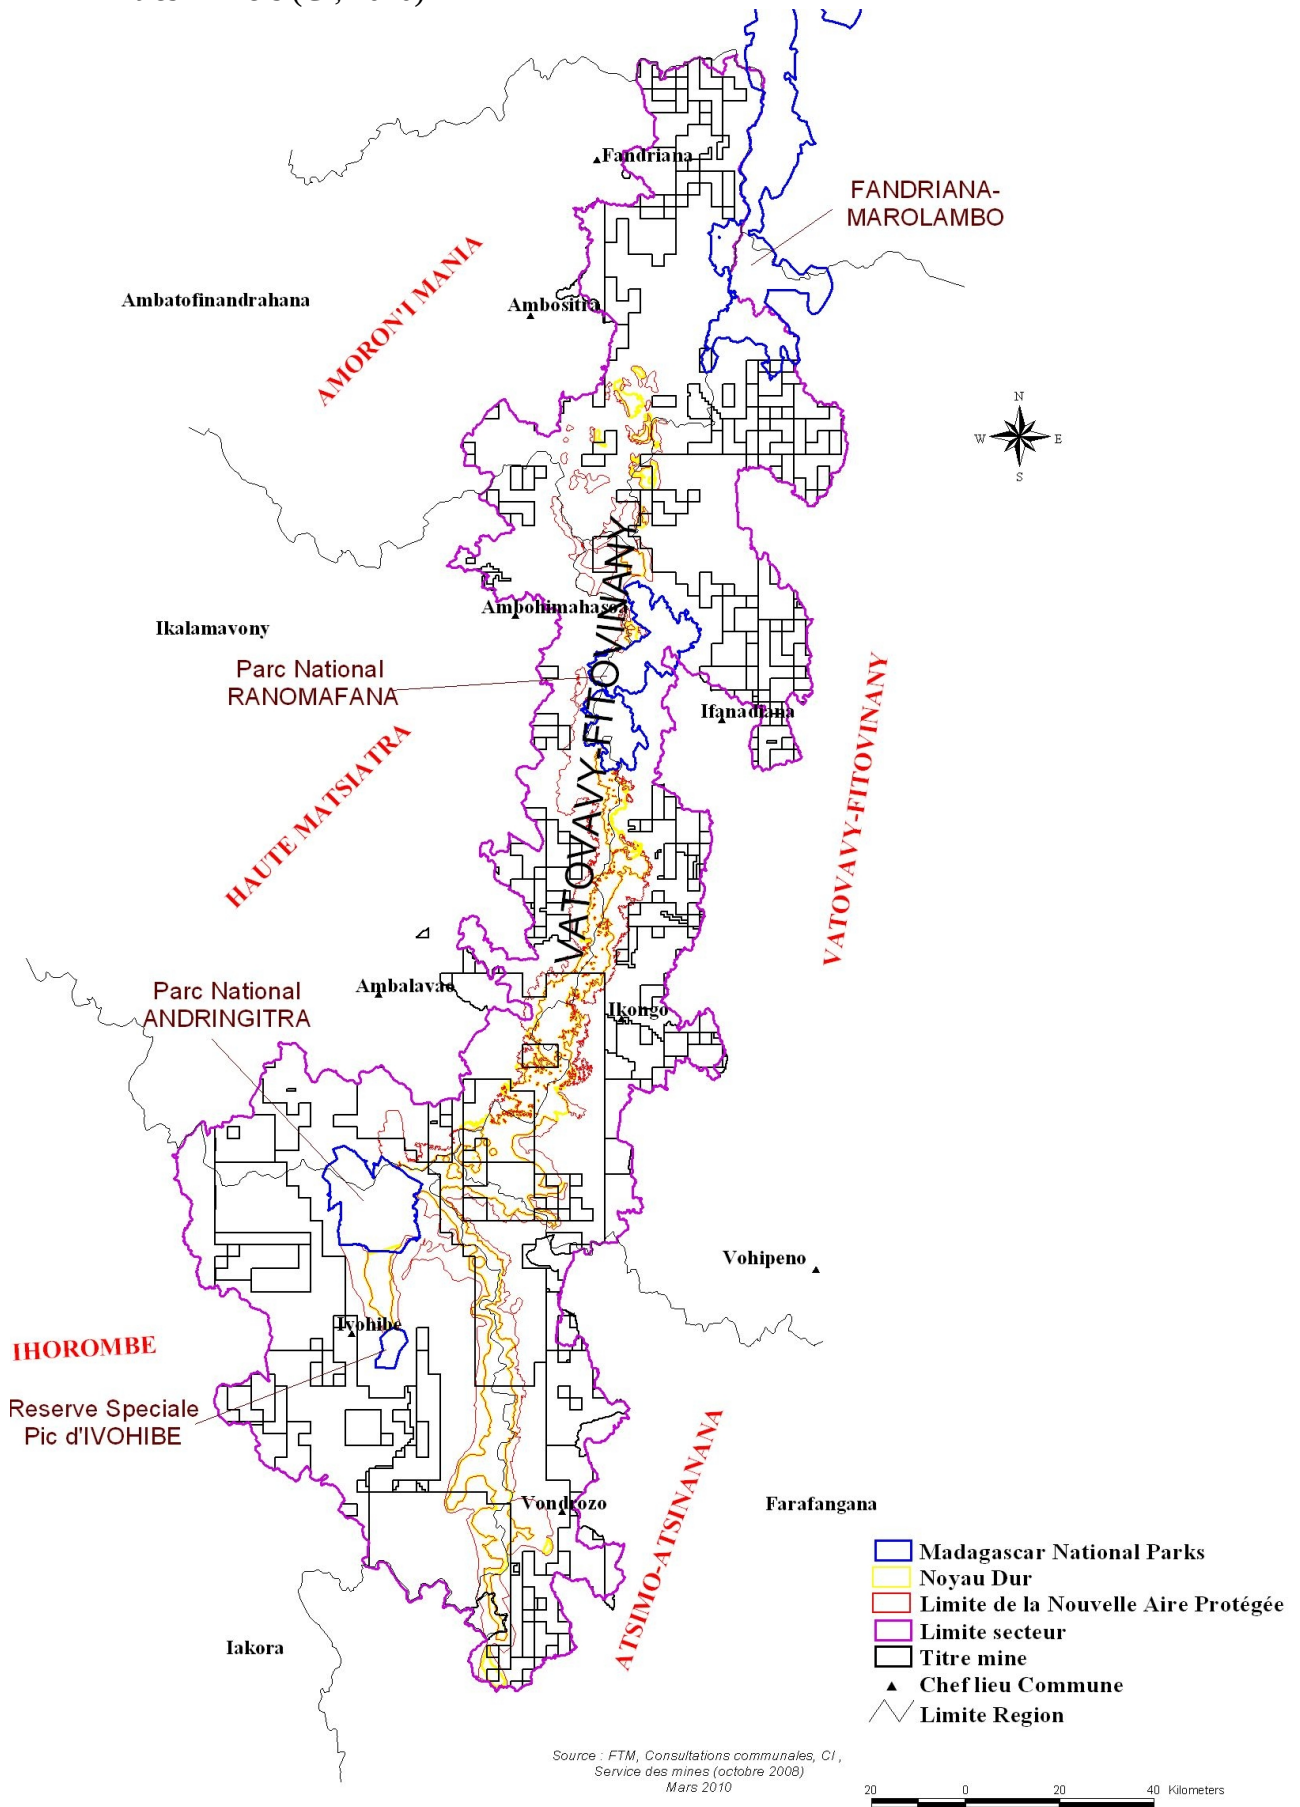 Fandriana
FANDRIANA-
MAROLAMBO
AMORON'I MANIA
Ambatofinandrahana
Ambositra
N
W
E
S
VATOVAVY-FITOVINANY
Ambohimahasoa
Ikalamavony
Parc National
RANOMAFANA
Ifanadiana
VATOVAVY-FITOVINANY
HAUTE MATSIATRA
Ambalavao
Parc National
ANDRINGITRA
Ikongo
Vohipeno
Ivohibe
IHOROMBE
Reserve Speciale
Pic d'IVOHIBE
ATSIMO-ATSINANANA
Vondrozo
Farafangana
Iakora
Madagascar National Parks
Noyau Dur
Limite de la Nouvelle Aire Protégée
Limite secteur
Titre mine
Chef lieu Commune
Limite Region
Source : FTM, Consultations communales, CI ,
Service des mines (octobre 2008)
Mars 2010
20 0 20 40 Kilometers